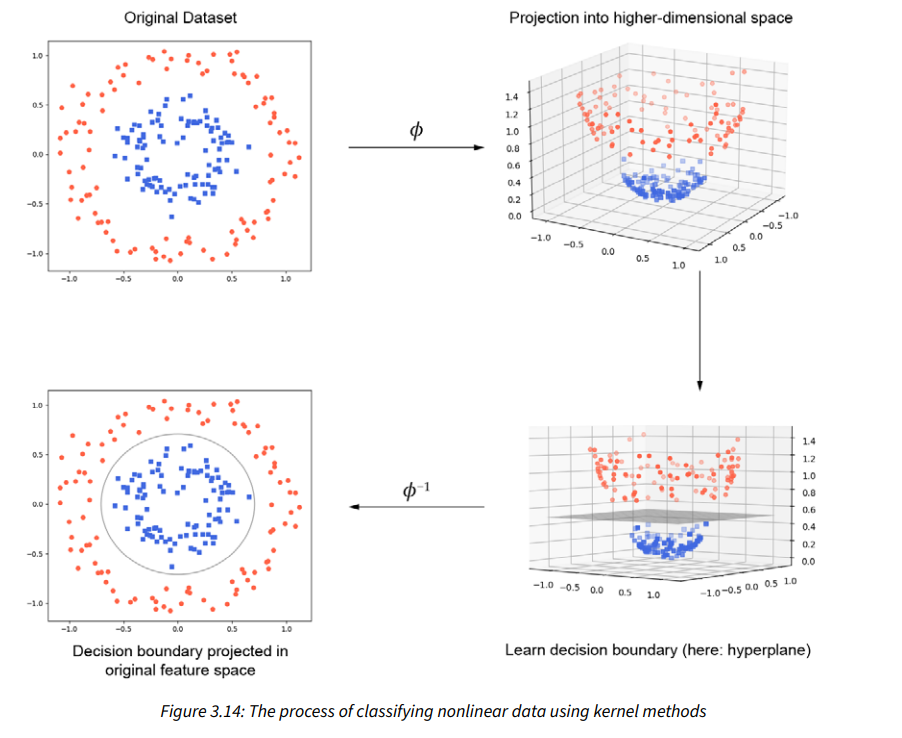 Original Dataset
Projection into higher-dimensional space
1.0
0.5
0.0
−0.5
−1.0
−1.0 −0.5 0.0 0.5 1.0
ϕ
1.4
1.2
1.0
0.8
0.6
0.4
0.2
0.0
−1.0 −0.5 0.0 0.5 1.0
−1.0
−0.5
0.0
0.5
1.0
1.0
0.5
0.0
−0.5
−1.0
−1.0 −0.5 0.0 0.5 1.0
ϕ⁻¹
1.4
1.2
1.0
0.8
0.6
0.4
0.2
0.0
−1.0 −0.5 0.0 0.5 1.0
−1.0 −0.5 0.0 0.5 1.0
Decision boundary projected in
original feature space
Learn decision boundary (here: hyperplane)
Figure 3.14: The process of classifying nonlinear data using kernel methods